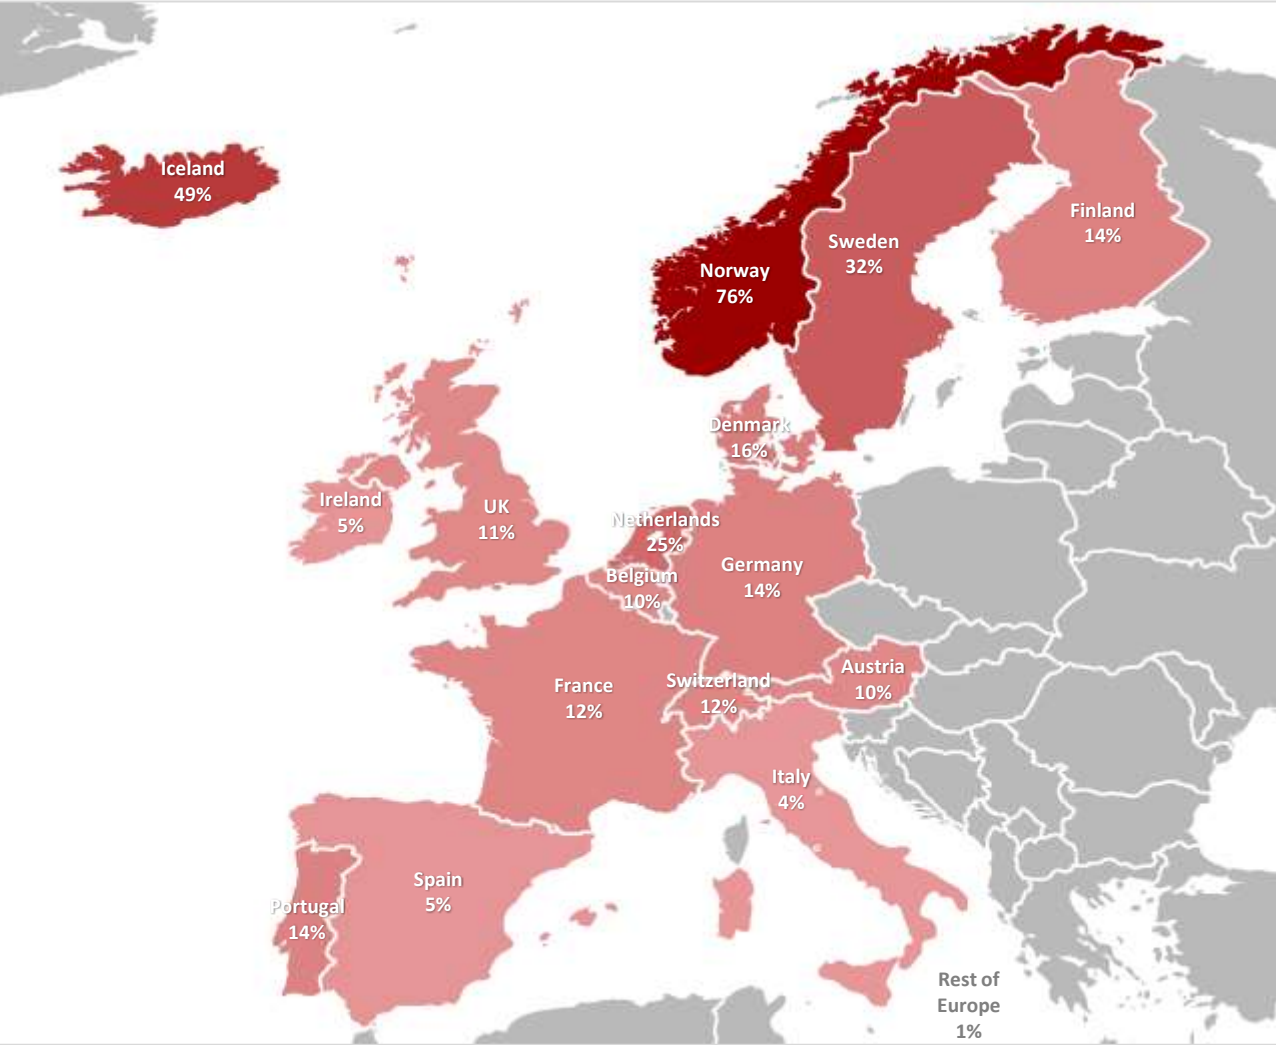 Iceland
49%
Norway
76%
Sweden
32%
Finland
14%
Denmark
16%
Ireland
5%
UK
11%
Netherlands
25%
Belgium
10%
Germany
14%
France
12%
Switzerland
12%
Austria
10%
Italy
4%
Spain
5%
Portugal
14%
Rest of
Europe
1%